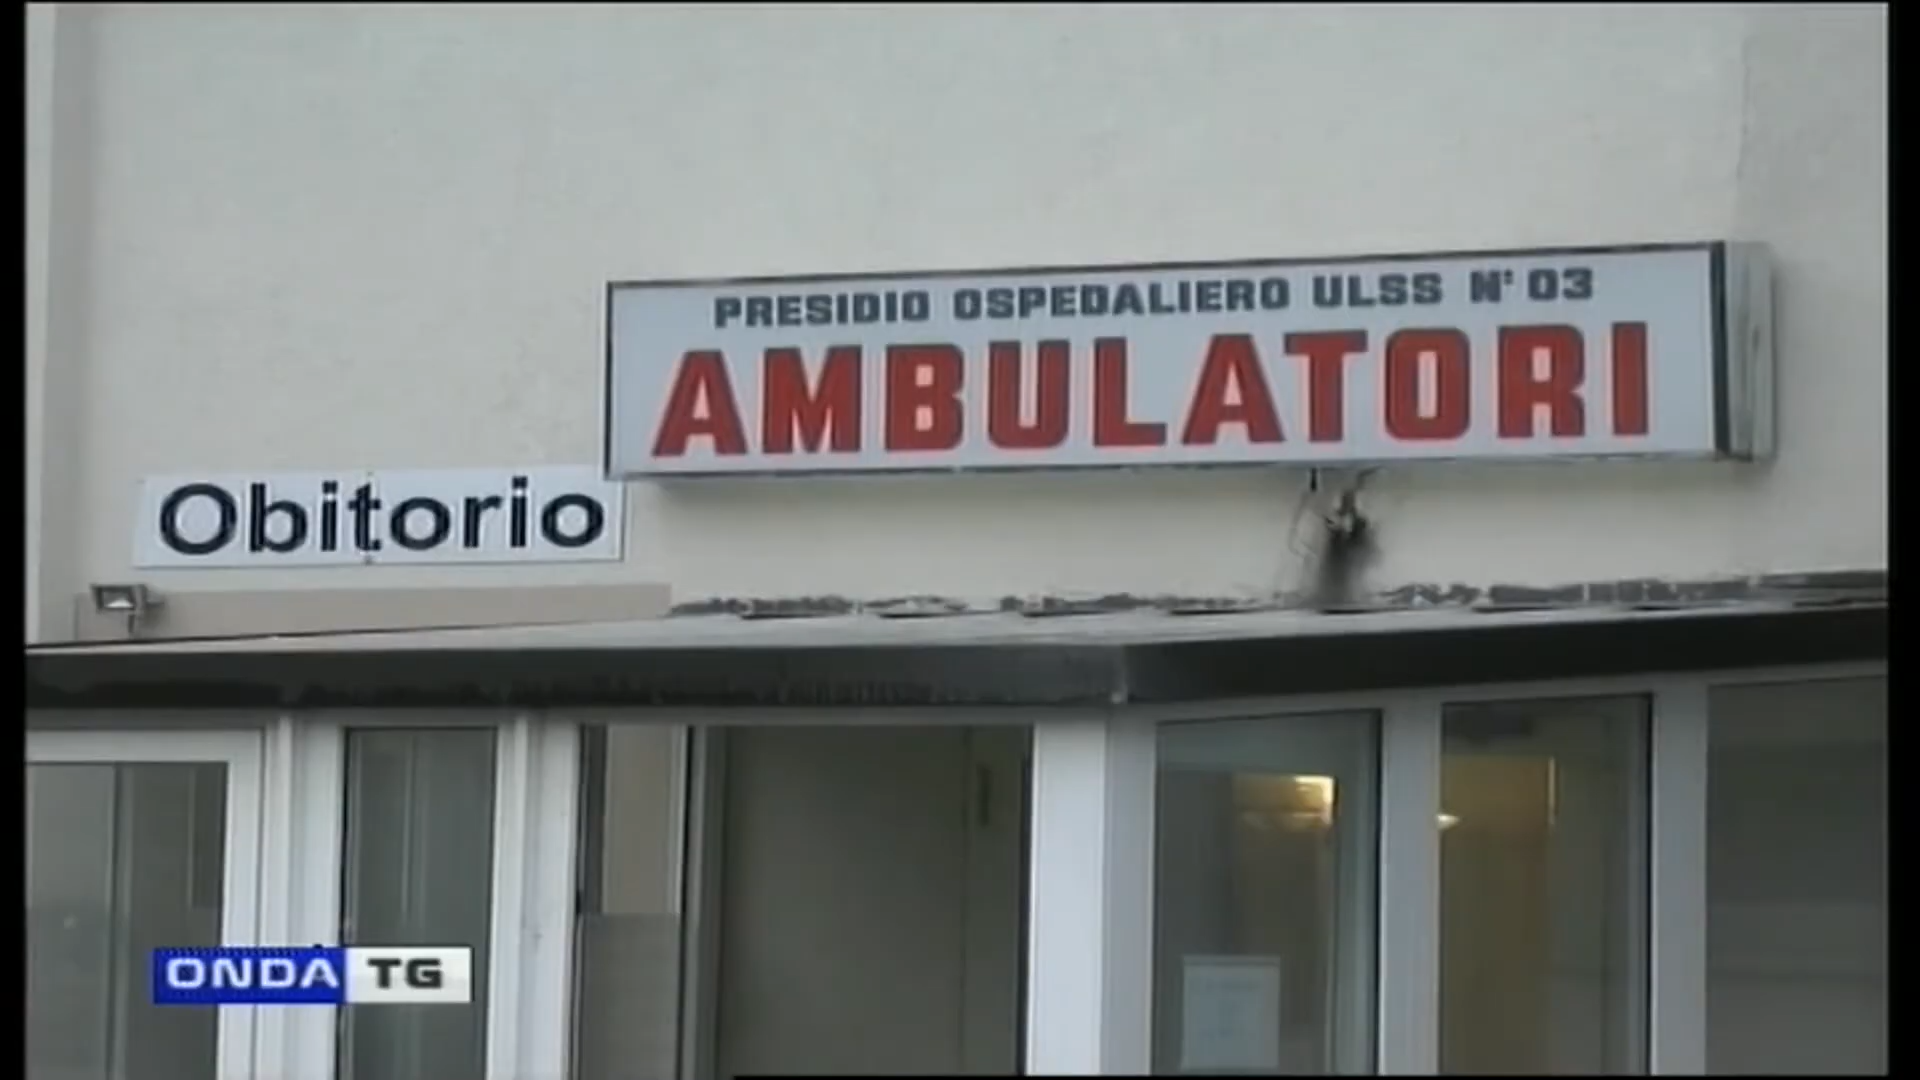 PRESIDIO OSPEDALIERO ULSS N° 03
AMBULATORI
Obitorio
ONDA TG